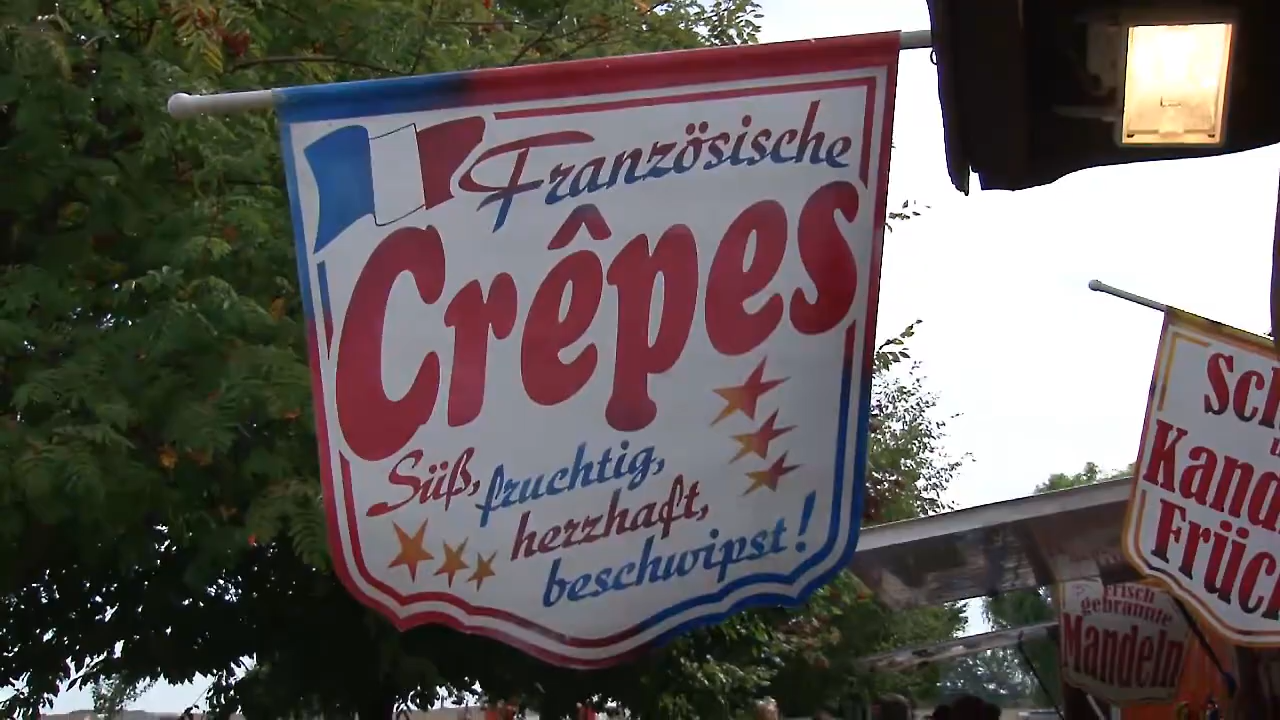 Französische
Crêpes
Süß, fruchtig,
herzhaft,
beschwipst!
Frisch
gebrannte
Mandeln